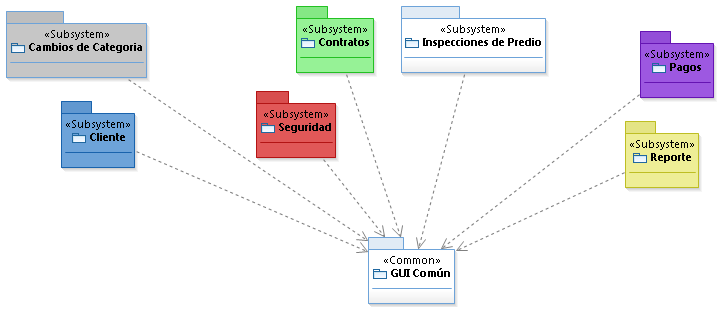 «Subsystem»
Cambios de Categoría
«Subsystem»
Contratos
«Subsystem»
Inspecciones de Predio
«Subsystem»
Pagos
«Subsystem»
Cliente
«Subsystem»
Seguridad
«Subsystem»
Reporte
«Common»
GUI Común